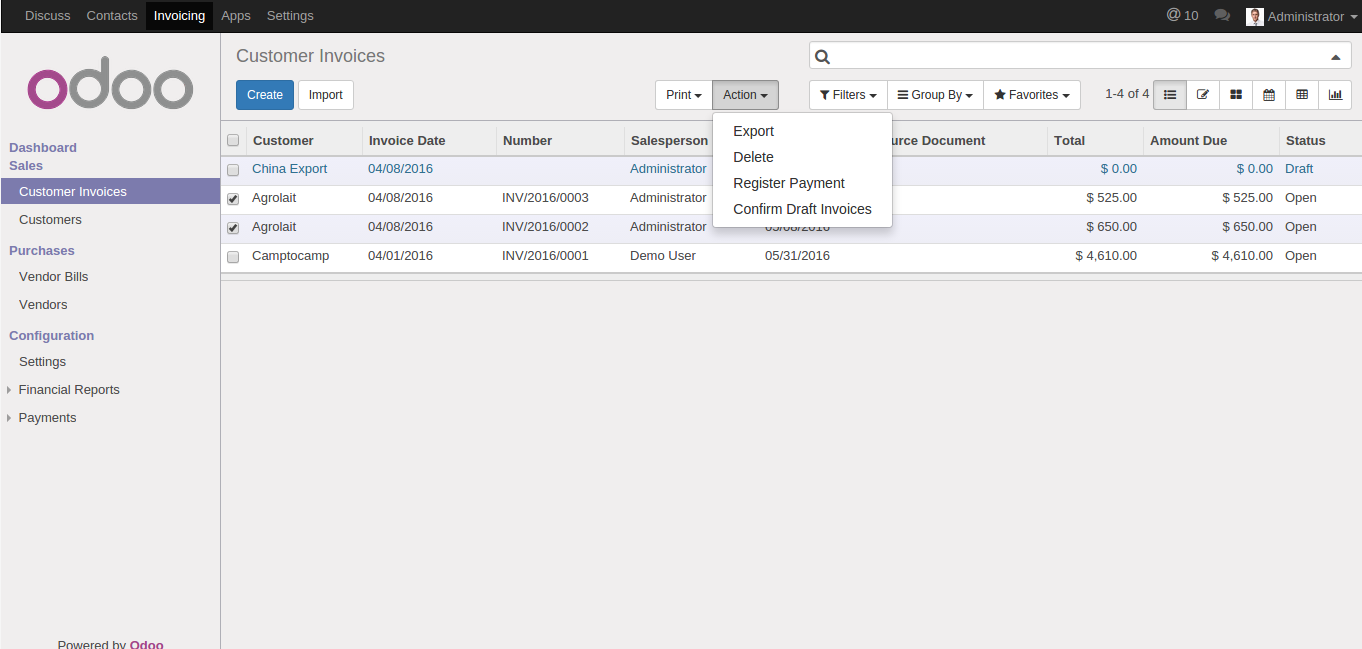 Discuss Contacts Invoicing Apps Settings @ 10 Administrator
odoo
Customer Invoices
Create Import Print Action Filters Group By Favorites 1-4 of 4
Export
Delete
Register Payment
Confirm Draft Invoices
Dashboard
Sales
Customer Invoices
Customers
Purchases
Vendor Bills
Vendors
Configuration
Settings
Financial Reports
Payments
Powered by Odoo
Customer Invoice Date Number Salesperson Document Total Amount Due Status
China Export 04/08/2016 Administrator $ 0.00 $ 0.00 Draft
Agrolait 04/08/2016 INV/2016/0003 Administrator $ 525.00 $ 525.00 Open
Agrolait 04/08/2016 INV/2016/0002 Administrator $ 650.00 $ 650.00 Open
Camptocamp 04/01/2016 INV/2016/0001 Demo User 05/31/2016 $ 4,610.00 $ 4,610.00 Open